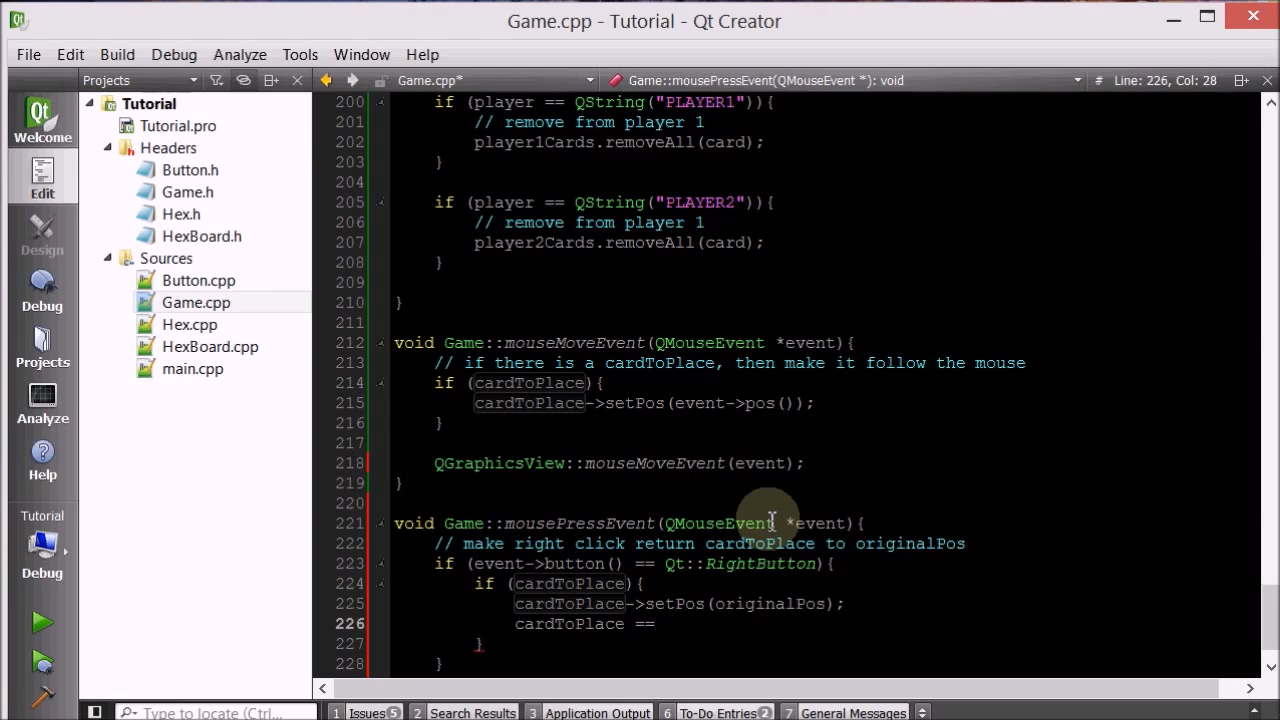 Game.cpp - Tutorial - Qt Creator
File Edit Build Debug Analyze Tools Window Help
Projects Game.cpp* Game::mousePressEvent(QMouseEvent *): void # Line: 226, Col: 28
Qt
Welcome
Edit
Design
Debug
Projects
Analyze
Help
Tutorial
Debug
Tutorial
Tutorial.pro
Headers
Button.h
Game.h
Hex.h
HexBoard.h
Sources
Button.cpp
Game.cpp
Hex.cpp
HexBoard.cpp
main.cpp
200 if (player == QString("PLAYER1")){
201 // remove from player 1
202 player1Cards.removeAll(card);
203 }
204
205 if (player == QString("PLAYER2")){
206 // remove from player 1
207 player2Cards.removeAll(card);
208 }
209
210 }
211
212 void Game::mouseMoveEvent(QMouseEvent *event){
213 // if there is a cardToPlace, then make it follow the mouse
214 if (cardToPlace){
215 cardToPlace->setPos(event->pos());
216 }
217
218 QGraphicsView::mouseMoveEvent(event);
219 }
220
221 void Game::mousePressEvent(QMouseEvent *event){
222 // make right click return cardToPlace to originalPos
223 if (event->button() == Qt::RightButton){
224 if (cardToPlace){
225 cardToPlace->setPos(originalPos);
226 cardToPlace ==
227 }
228 }
Type to locate (Ctrl... 1 Issues 5 2 Search Results 3 Application Output 6 To-Do Entries 2 7 General Messages